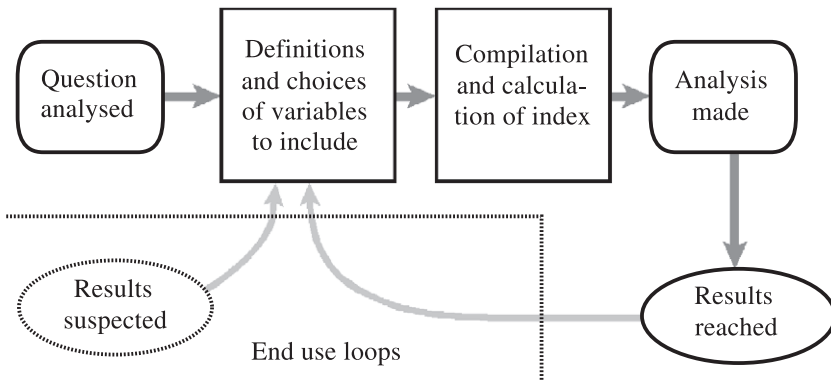 Question
analysed
Definitions
and choices
of variables
to include
Compilation
and calcula-
tion of index
Analysis
made
Results
suspected
End use loops
Results
reached